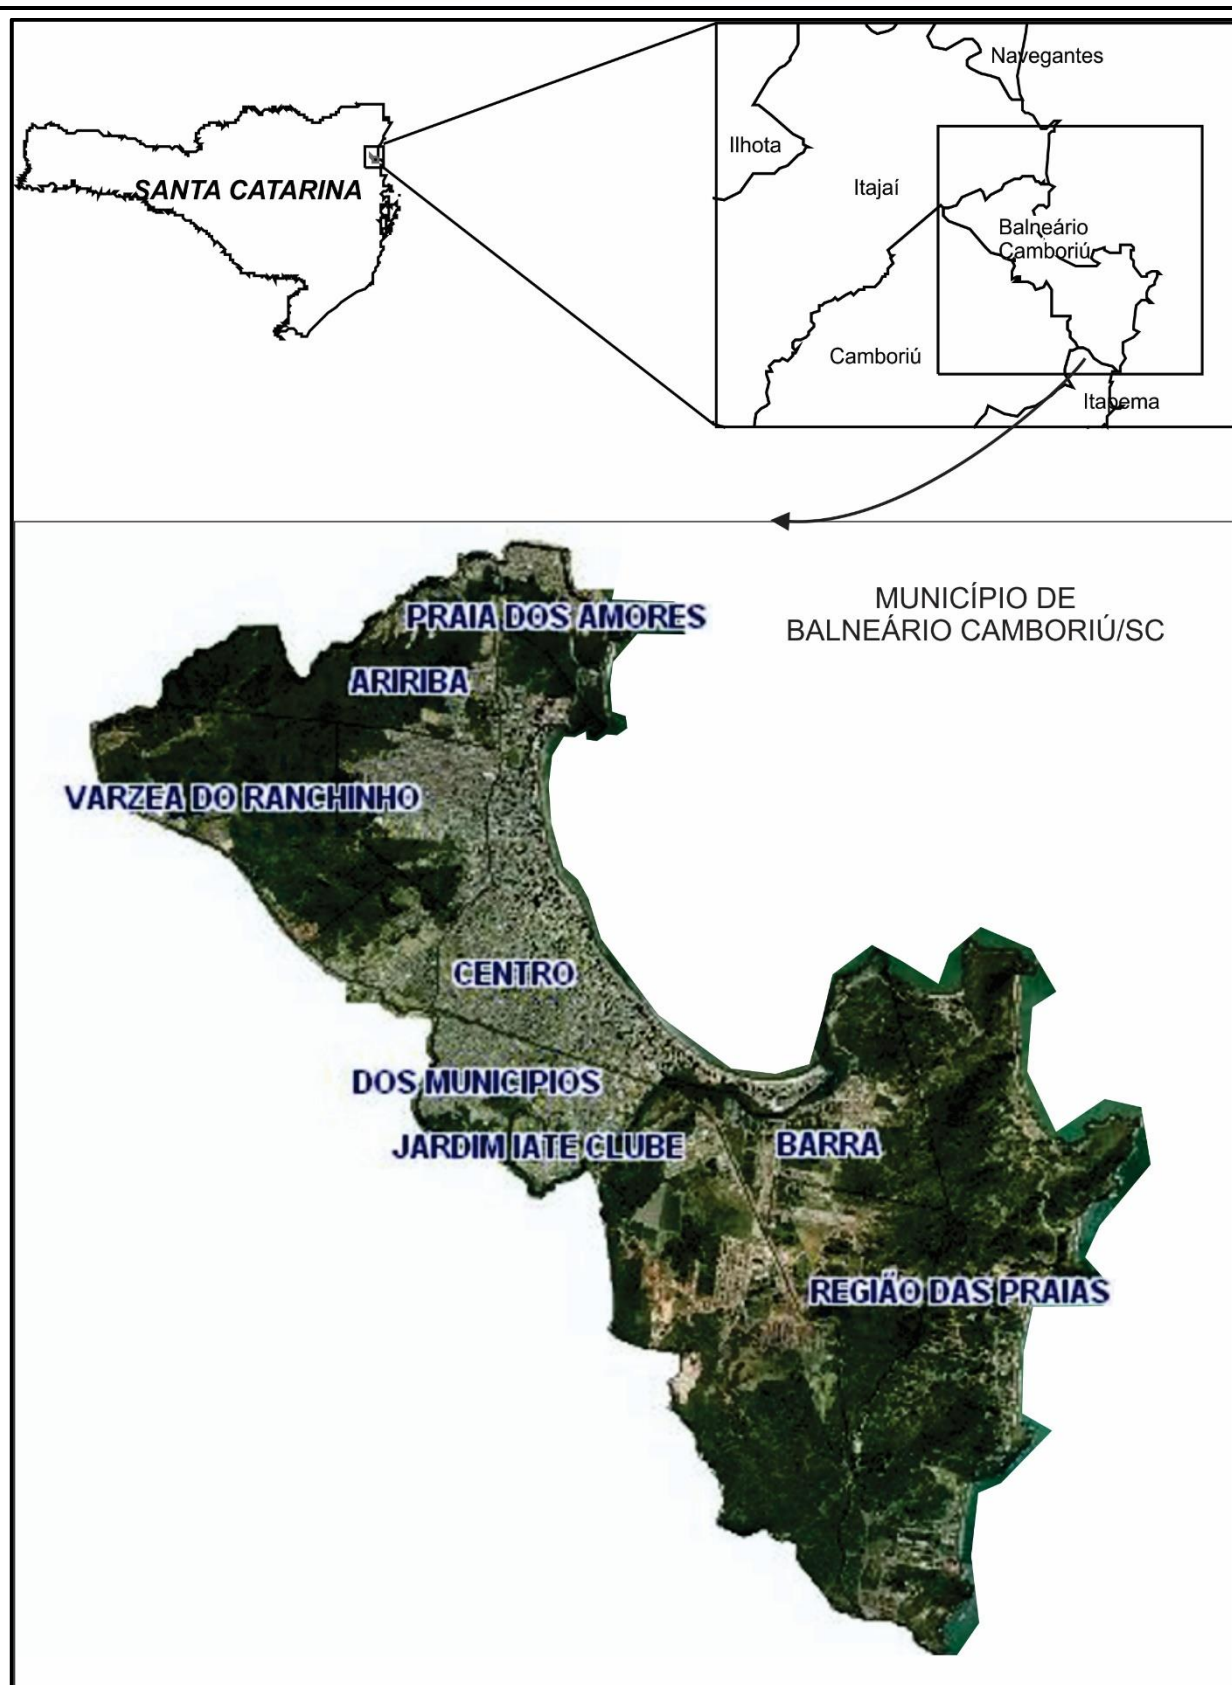 Navegantes
Ilhota
Itajaí
SANTA CATARINA
Balneário
Camboriú
Camboriú
Itapema
MUNICÍPIO DE
BALNEÁRIO CAMBORIÚ/SC
PRAIA DOS AMORES
ARIRIBA
VARZEA DO RANCHINHO
CENTRO
DOS MUNICIPIOS
JARDIM IATE CLUBE
BARRA
REGIÃO DAS PRAIAS